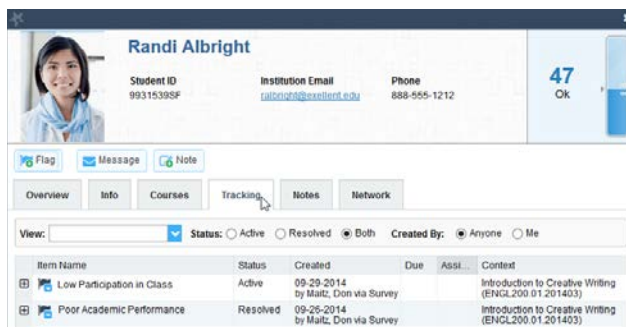 Randi Albright
Student ID Institution Email Phone
9931539SF ralbright@exellent.edu 888-555-1212
47
Ok
Flag Message Note
Overview Info Courses Tracking Notes Network
View: Status: Active Resolved Both Created By: Anyone Me
Item Name Status Created Due Assi... Context
Low Participation in Class Active 09-29-2014 Introduction to Creative Writing
by Maitz, Don via Survey (ENGL200.01.201403)
Poor Academic Performance Resolved 09-26-2014 Introduction to Creative Writing
by Maitz, Don via Survey (ENGL200.01.201403)